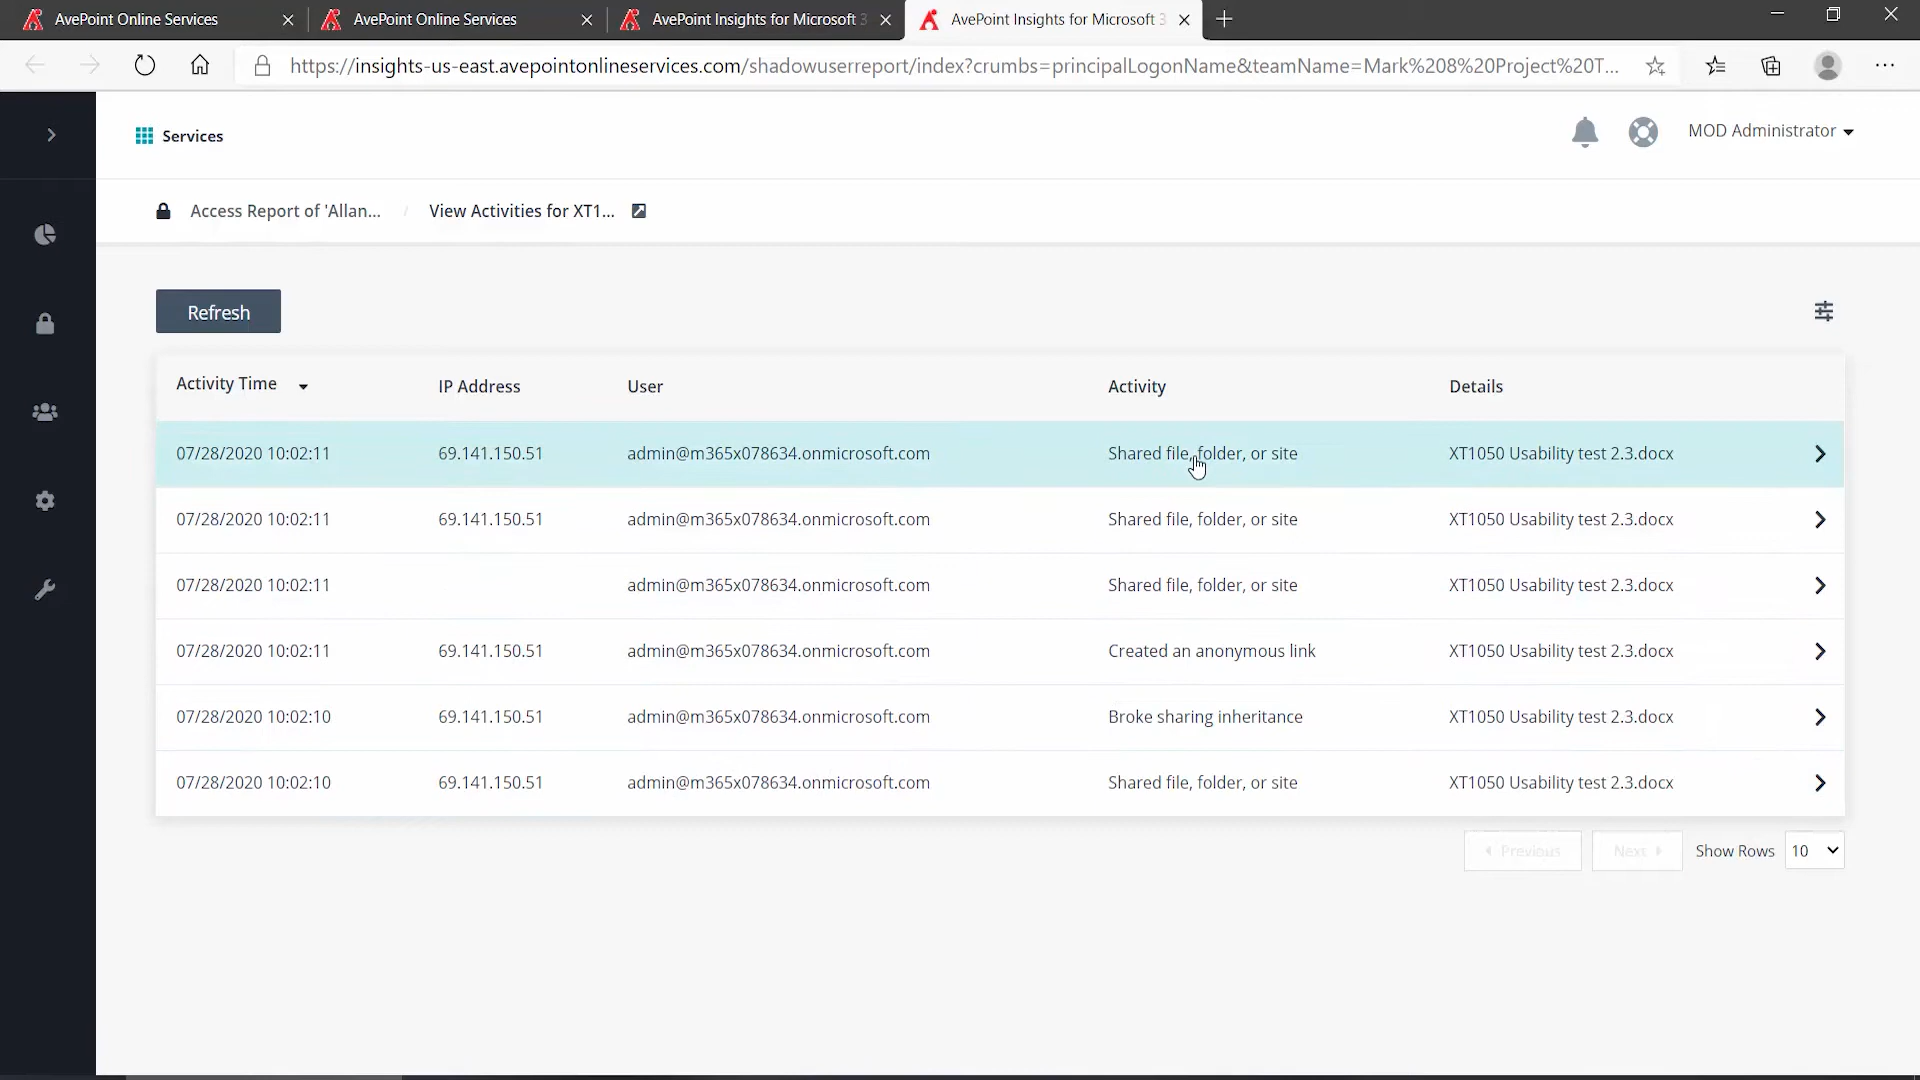 AvePoint Online Services
AvePoint Online Services
AvePoint Insights for Microsoft 3
AvePoint Insights for Microsoft 3
https://insights-us-east.avepointonlineservices.com/shadowuserreport/index?crumbs=principalLogonName&teamName=Mark%208%20Project%20T...
Services
MOD Administrator
Access Report of 'Allan... / View Activities for XT1...
Refresh
Activity Time IP Address User Activity Details
07/28/2020 10:02:11 69.141.150.51 admin@m365x078634.onmicrosoft.com Shared file, folder, or site XT1050 Usability test 2.3.docx
07/28/2020 10:02:11 69.141.150.51 admin@m365x078634.onmicrosoft.com Shared file, folder, or site XT1050 Usability test 2.3.docx
07/28/2020 10:02:11 admin@m365x078634.onmicrosoft.com Shared file, folder, or site XT1050 Usability test 2.3.docx
07/28/2020 10:02:11 69.141.150.51 admin@m365x078634.onmicrosoft.com Created an anonymous link XT1050 Usability test 2.3.docx
07/28/2020 10:02:10 69.141.150.51 admin@m365x078634.onmicrosoft.com Broke sharing inheritance XT1050 Usability test 2.3.docx
07/28/2020 10:02:10 69.141.150.51 admin@m365x078634.onmicrosoft.com Shared file, folder, or site XT1050 Usability test 2.3.docx
Previous Next Show Rows 10